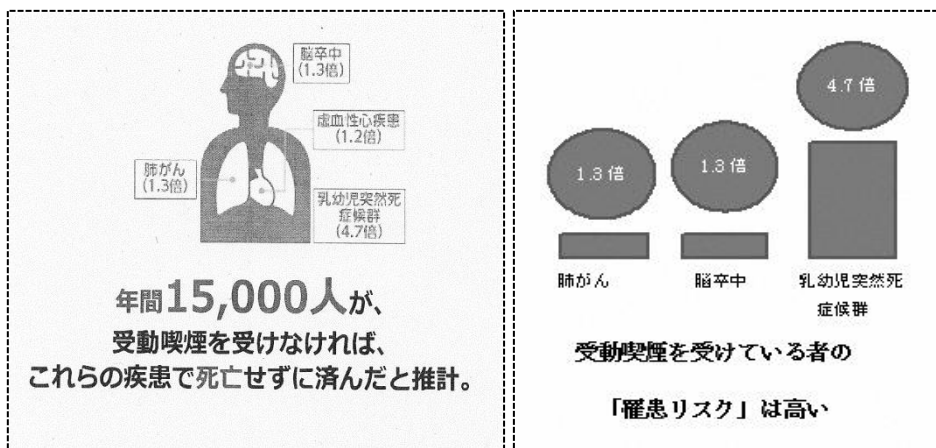 脳卒中
(1.3倍)
虚血性心疾患
(1.2倍)
肺がん
(1.3倍)
乳幼児突然死
症候群
(4.7倍)
年間15,000人が、
受動喫煙を受けなければ、
これらの疾患で死亡せずに済んだと推計。
1.3 倍
1.3 倍
4.7 倍
肺がん
脳卒中
乳幼児突然死
症候群
受動喫煙を受けている者の
「罹患リスク」は高い